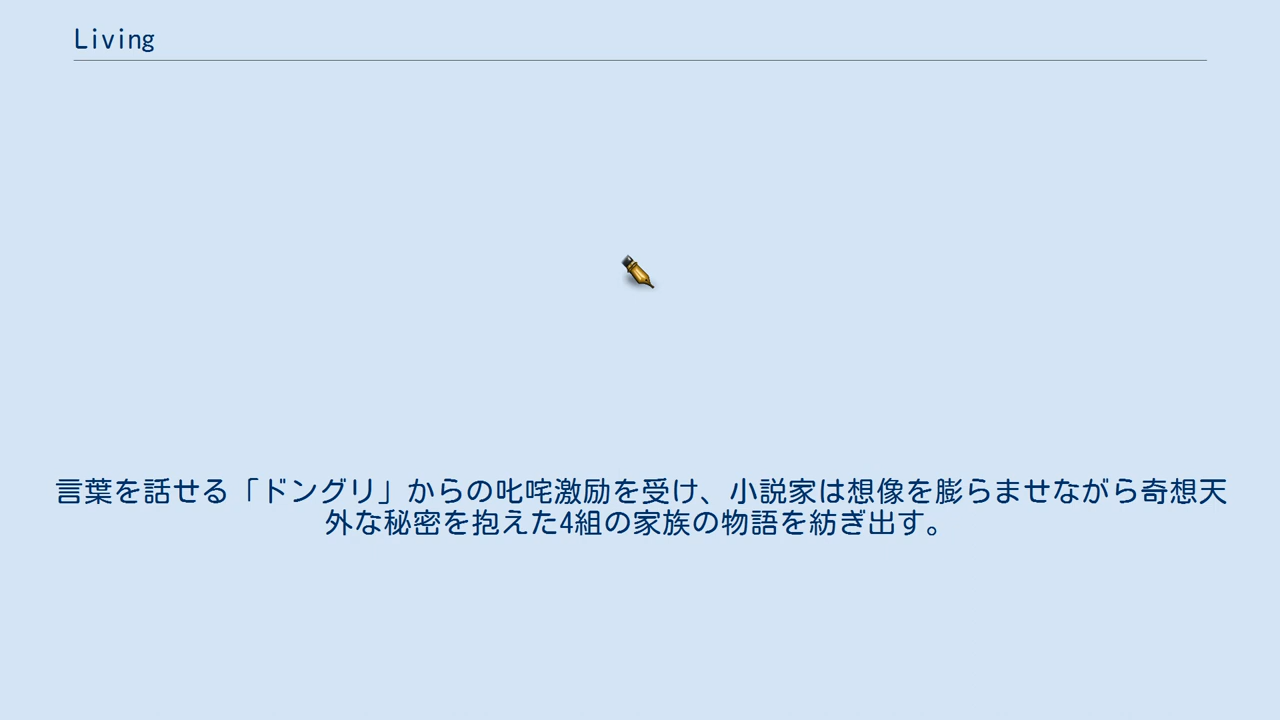 Living
言葉を話せる「ドングリ」からの叱咤激励を受け、小説家は想像を膨らませながら奇想天
外な秘密を抱えた4組の家族の物語を紡ぎ出す。